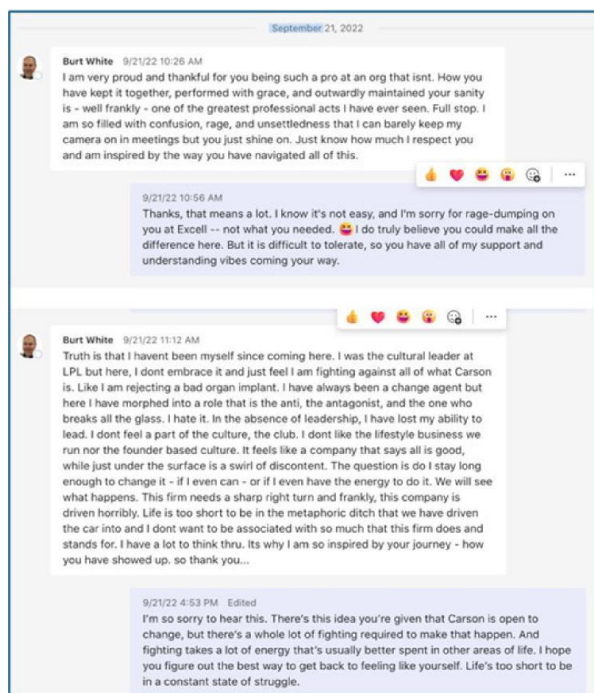 September 21, 2022
Burt White 9/21/22 10:26 AM
I am very proud and thankful for you being such a pro at an org that isnt. How you
have kept it together, performed with grace, and outwardly maintained your sanity
is - well frankly - one of the greatest professional acts I have ever seen. Full stop. I
am so filled with confusion, rage, and unsettledness that I can barely keep my
camera on in meetings but you just shine on. Just know how much I respect you
and am inspired by the way you have navigated all of this.
9/21/22 10:56 AM
Thanks, that means a lot. I know it's not easy, and I'm sorry for rage-dumping on
you at Excell -- not what you needed. 😆 I do truly believe you could make all the
difference here. But it is difficult to tolerate, so you have all of my support and
understanding vibes coming your way.
Burt White 9/21/22 11:12 AM
Truth is that I havent been myself since coming here. I was the cultural leader at
LPL but here, I dont embrace it and just feel I am fighting against all of what Carson
is. Like I am rejecting a bad organ implant. I have always been a change agent but
here I have morphed into a role that is the anti, the antagonist, and the one who
breaks all the glass. I hate it. In the absence of leadership, I have lost my ability to
lead. I dont feel a part of the culture, the club. I dont like the lifestyle business we
run nor the founder based culture. It feels like a company that says all is good,
while just under the surface is a swirl of discontent. The question is do I stay long
enough to change it - if I even can - or if I even have the energy to do it. We will see
what happens. This firm needs a sharp right turn and frankly, this company is
driven horribly. Life is too short to be in the metaphoric ditch that we have driven
the car into and I dont want to be associated with so much that this firm does and
stands for. I have a lot to think thru. Its why I am so inspired by your journey - how
you have showed up. so thank you...
9/21/22 4:53 PM Edited
I'm so sorry to hear this. There's this idea you're given that Carson is open to
change, but there's a whole lot of fighting required to make that happen. And
fighting takes a lot of energy that's usually better spent in other areas of life. I hope
you figure out the best way to get back to feeling like yourself. Life's too short to be
in a constant state of struggle.